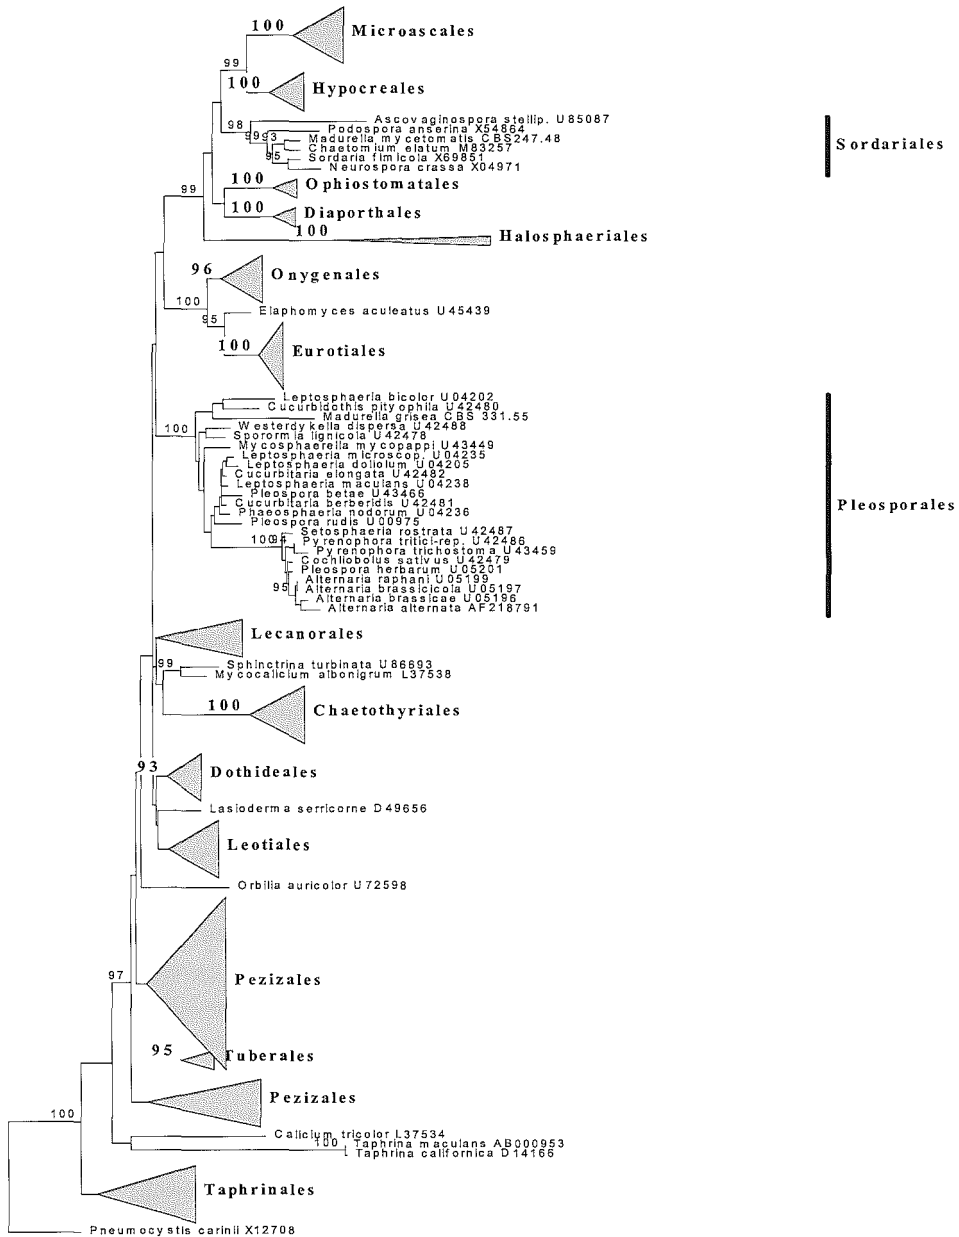 100 Microascales
99
100 Hypocreales
Ascovaginospora stellip. U85087
98
Podospora anserina X54864
99 93
Madurella mycetomatis CBS247.48
Sordariales
Chaetomium elatum M83257
95
Sordaria fimicola X69851
Neurospora crassa X04971
100 Ophiostomatales
99
100 Diaporthales
100 Halosphaeriales
96 Onygenales
100
95
Elaphomyces aculeatus U45439
100 Eurotiales
Leptosphaeria bicolor U04202
Cucurbidothis pityophila U42480
Madurella grisea CBS 331.55
100
Westerdykella dispersa U42488
Sporormia lignicola U42478
Mycosphaerella mycopappi U43449
Leptosphaeria microscop. U04235
Leptosphaeria doliolum U04205
Cucurbitaria elongata U42482
Leptosphaeria maculans U04238
Pleospora betae U43466
Cucurbitaria berberidis U42481
Pleosporales
Phaeosphaeria nodorum U04236
Pleospora rudis U00975
Setosphaeria rostrata U42487
100
Pyrenophora tritici-rep. U42486
Pyrenophora trichostoma U43459
Cochliobolus sativus U42479
Pleospora herbarum U05201
Alternaria raphani U05199
95
Alternaria brassicicola U05197
Alternaria brassicae U05196
Alternaria alternata AF218791
Lecanorales
99
Sphinctrina turbinata U86693
Mycocalicium albonigrum L37538
100 Chaetothyriales
93
Dothideales
Lasioderma serricorne D49656
Leotiales
Orbilia auricolor U72598
97
Pezizales
95 Tuberales
Pezizales
100
Calicium tricolor L37534
100 Taphrina maculans AB000953
Taphrina californica D14166
Taphrinales
Pneumocystis carinii X12708